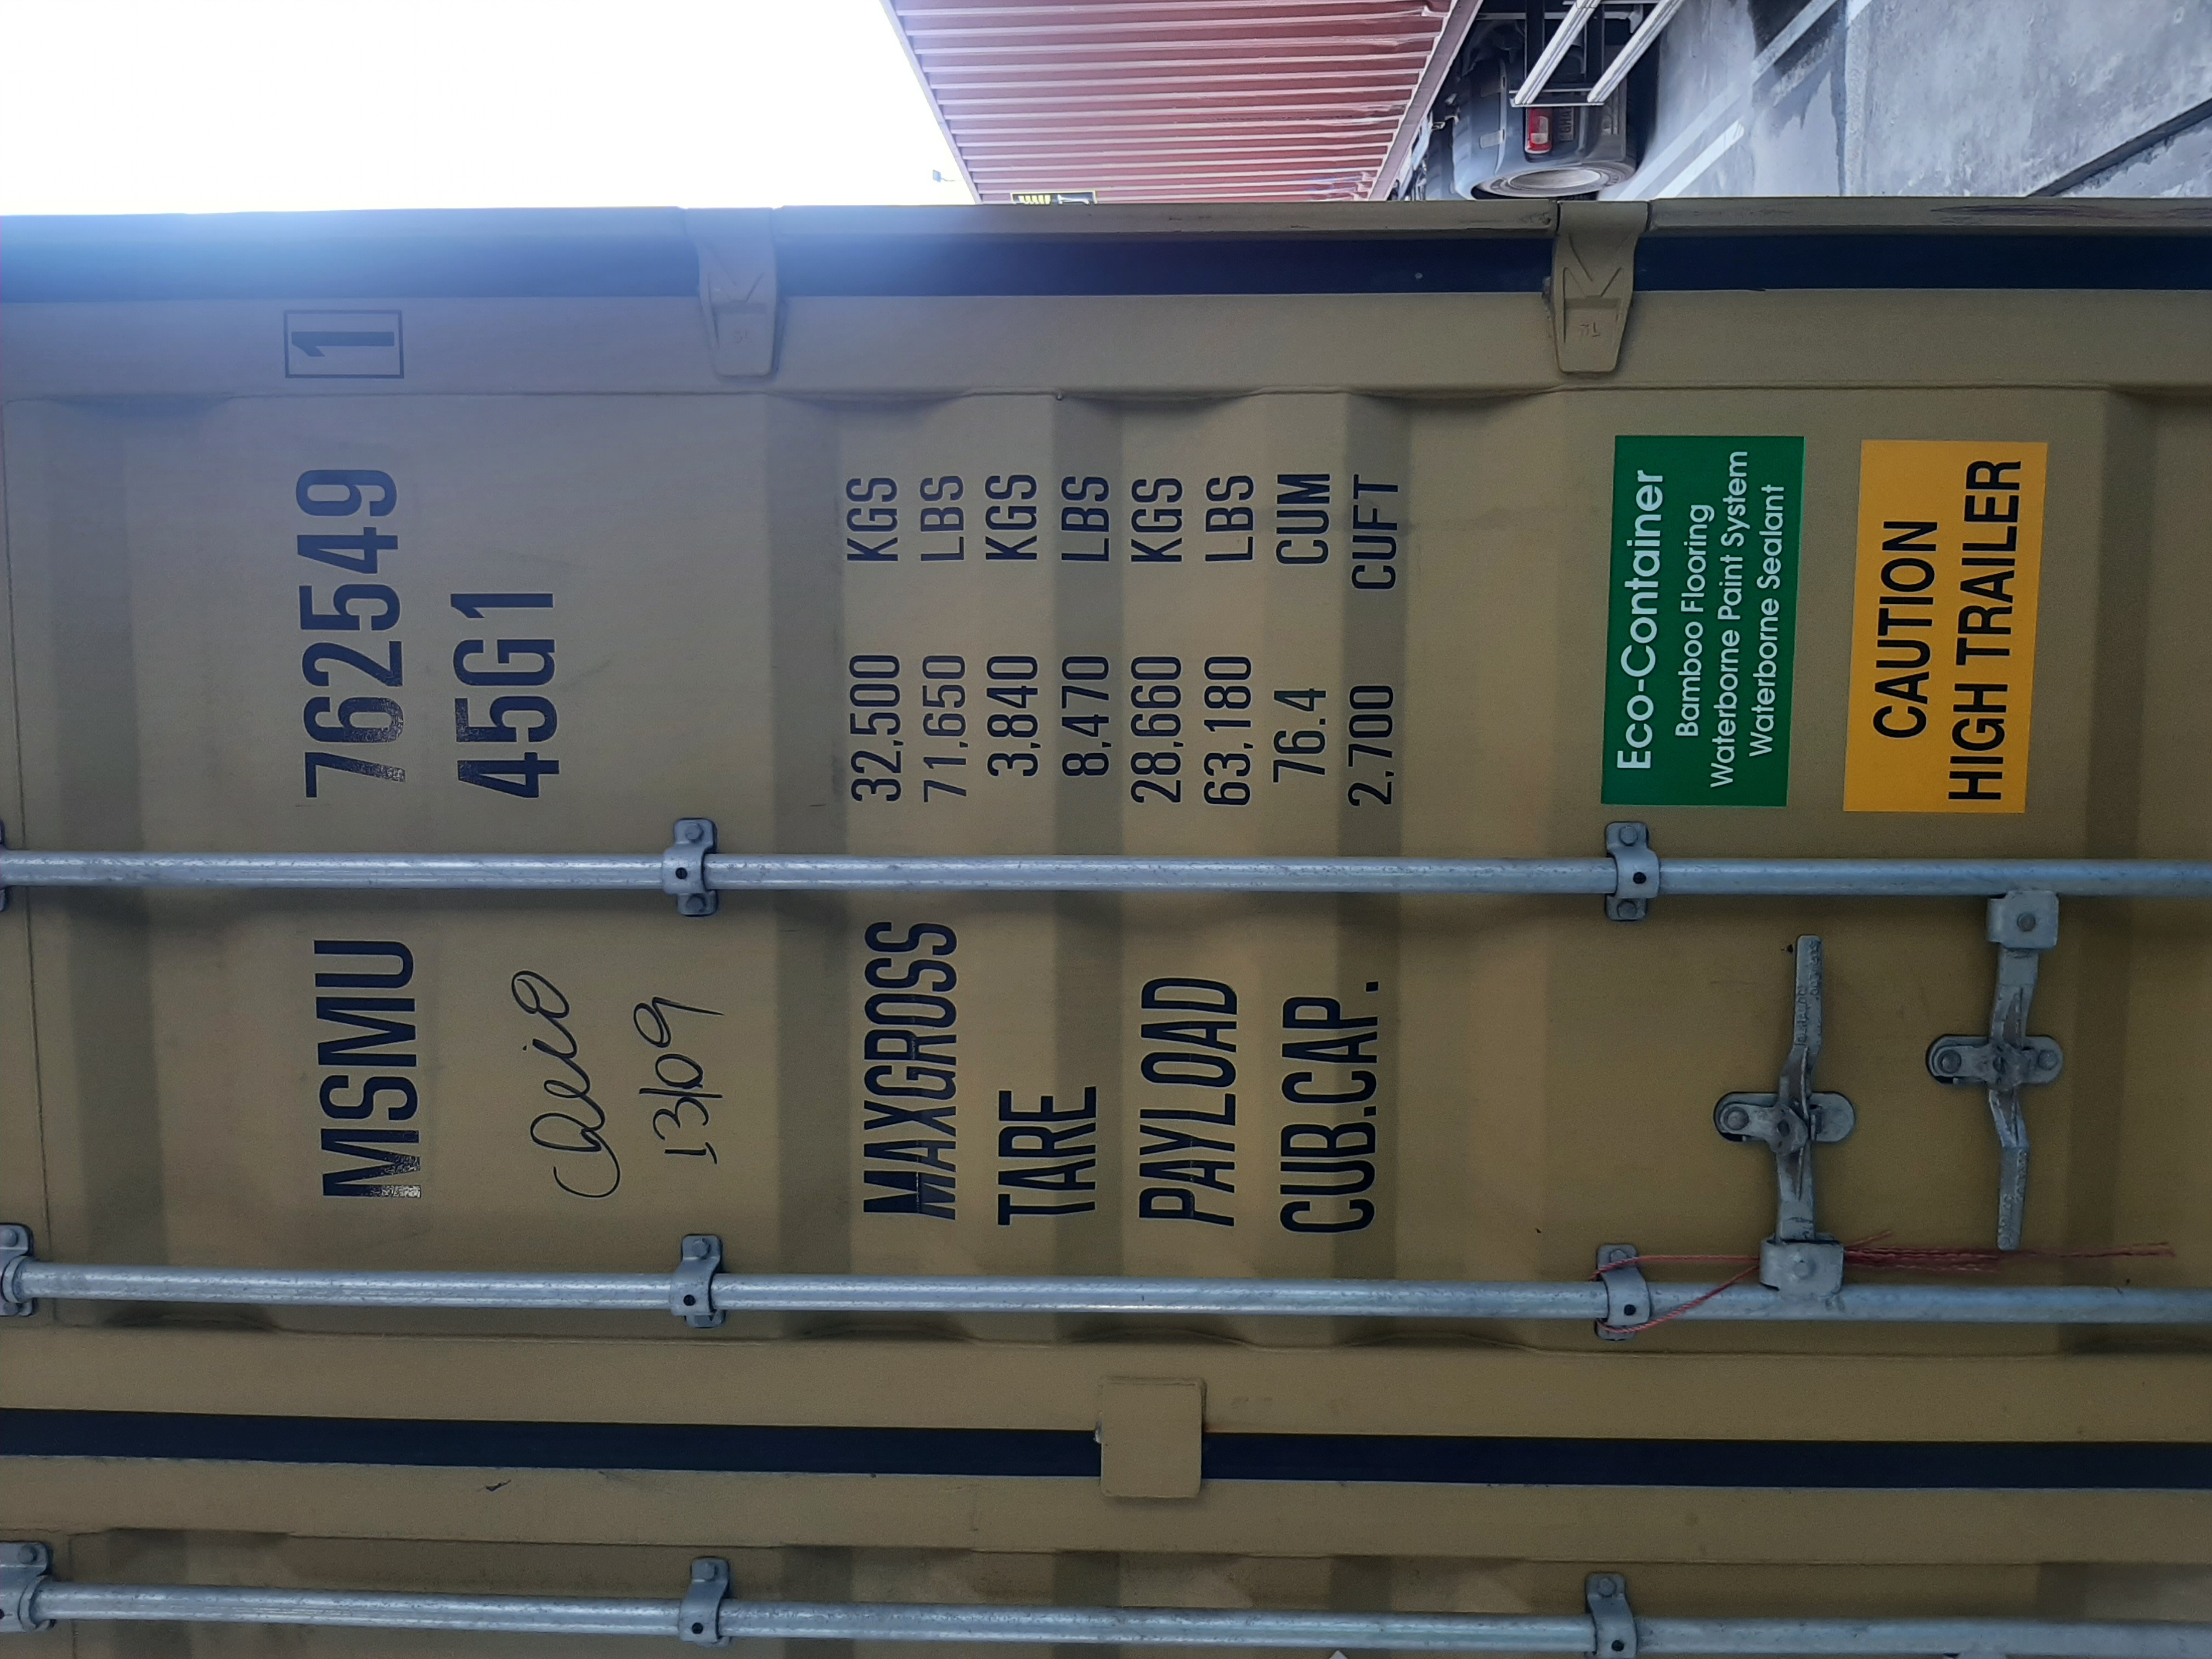 MSMU 762549 1
45G1
13/09
MAXGROSS 32,500 KGS
71,650 LBS
TARE 3,840 KGS
8,470 LBS
PAYLOAD 28,660 KGS
63,180 LBS
CUB.CAP. 76.4 CUM
2,700 CUFT
Eco-Container
Bamboo Flooring
Waterborne Paint System
Waterborne Sealant
CAUTION
HIGH TRAILER